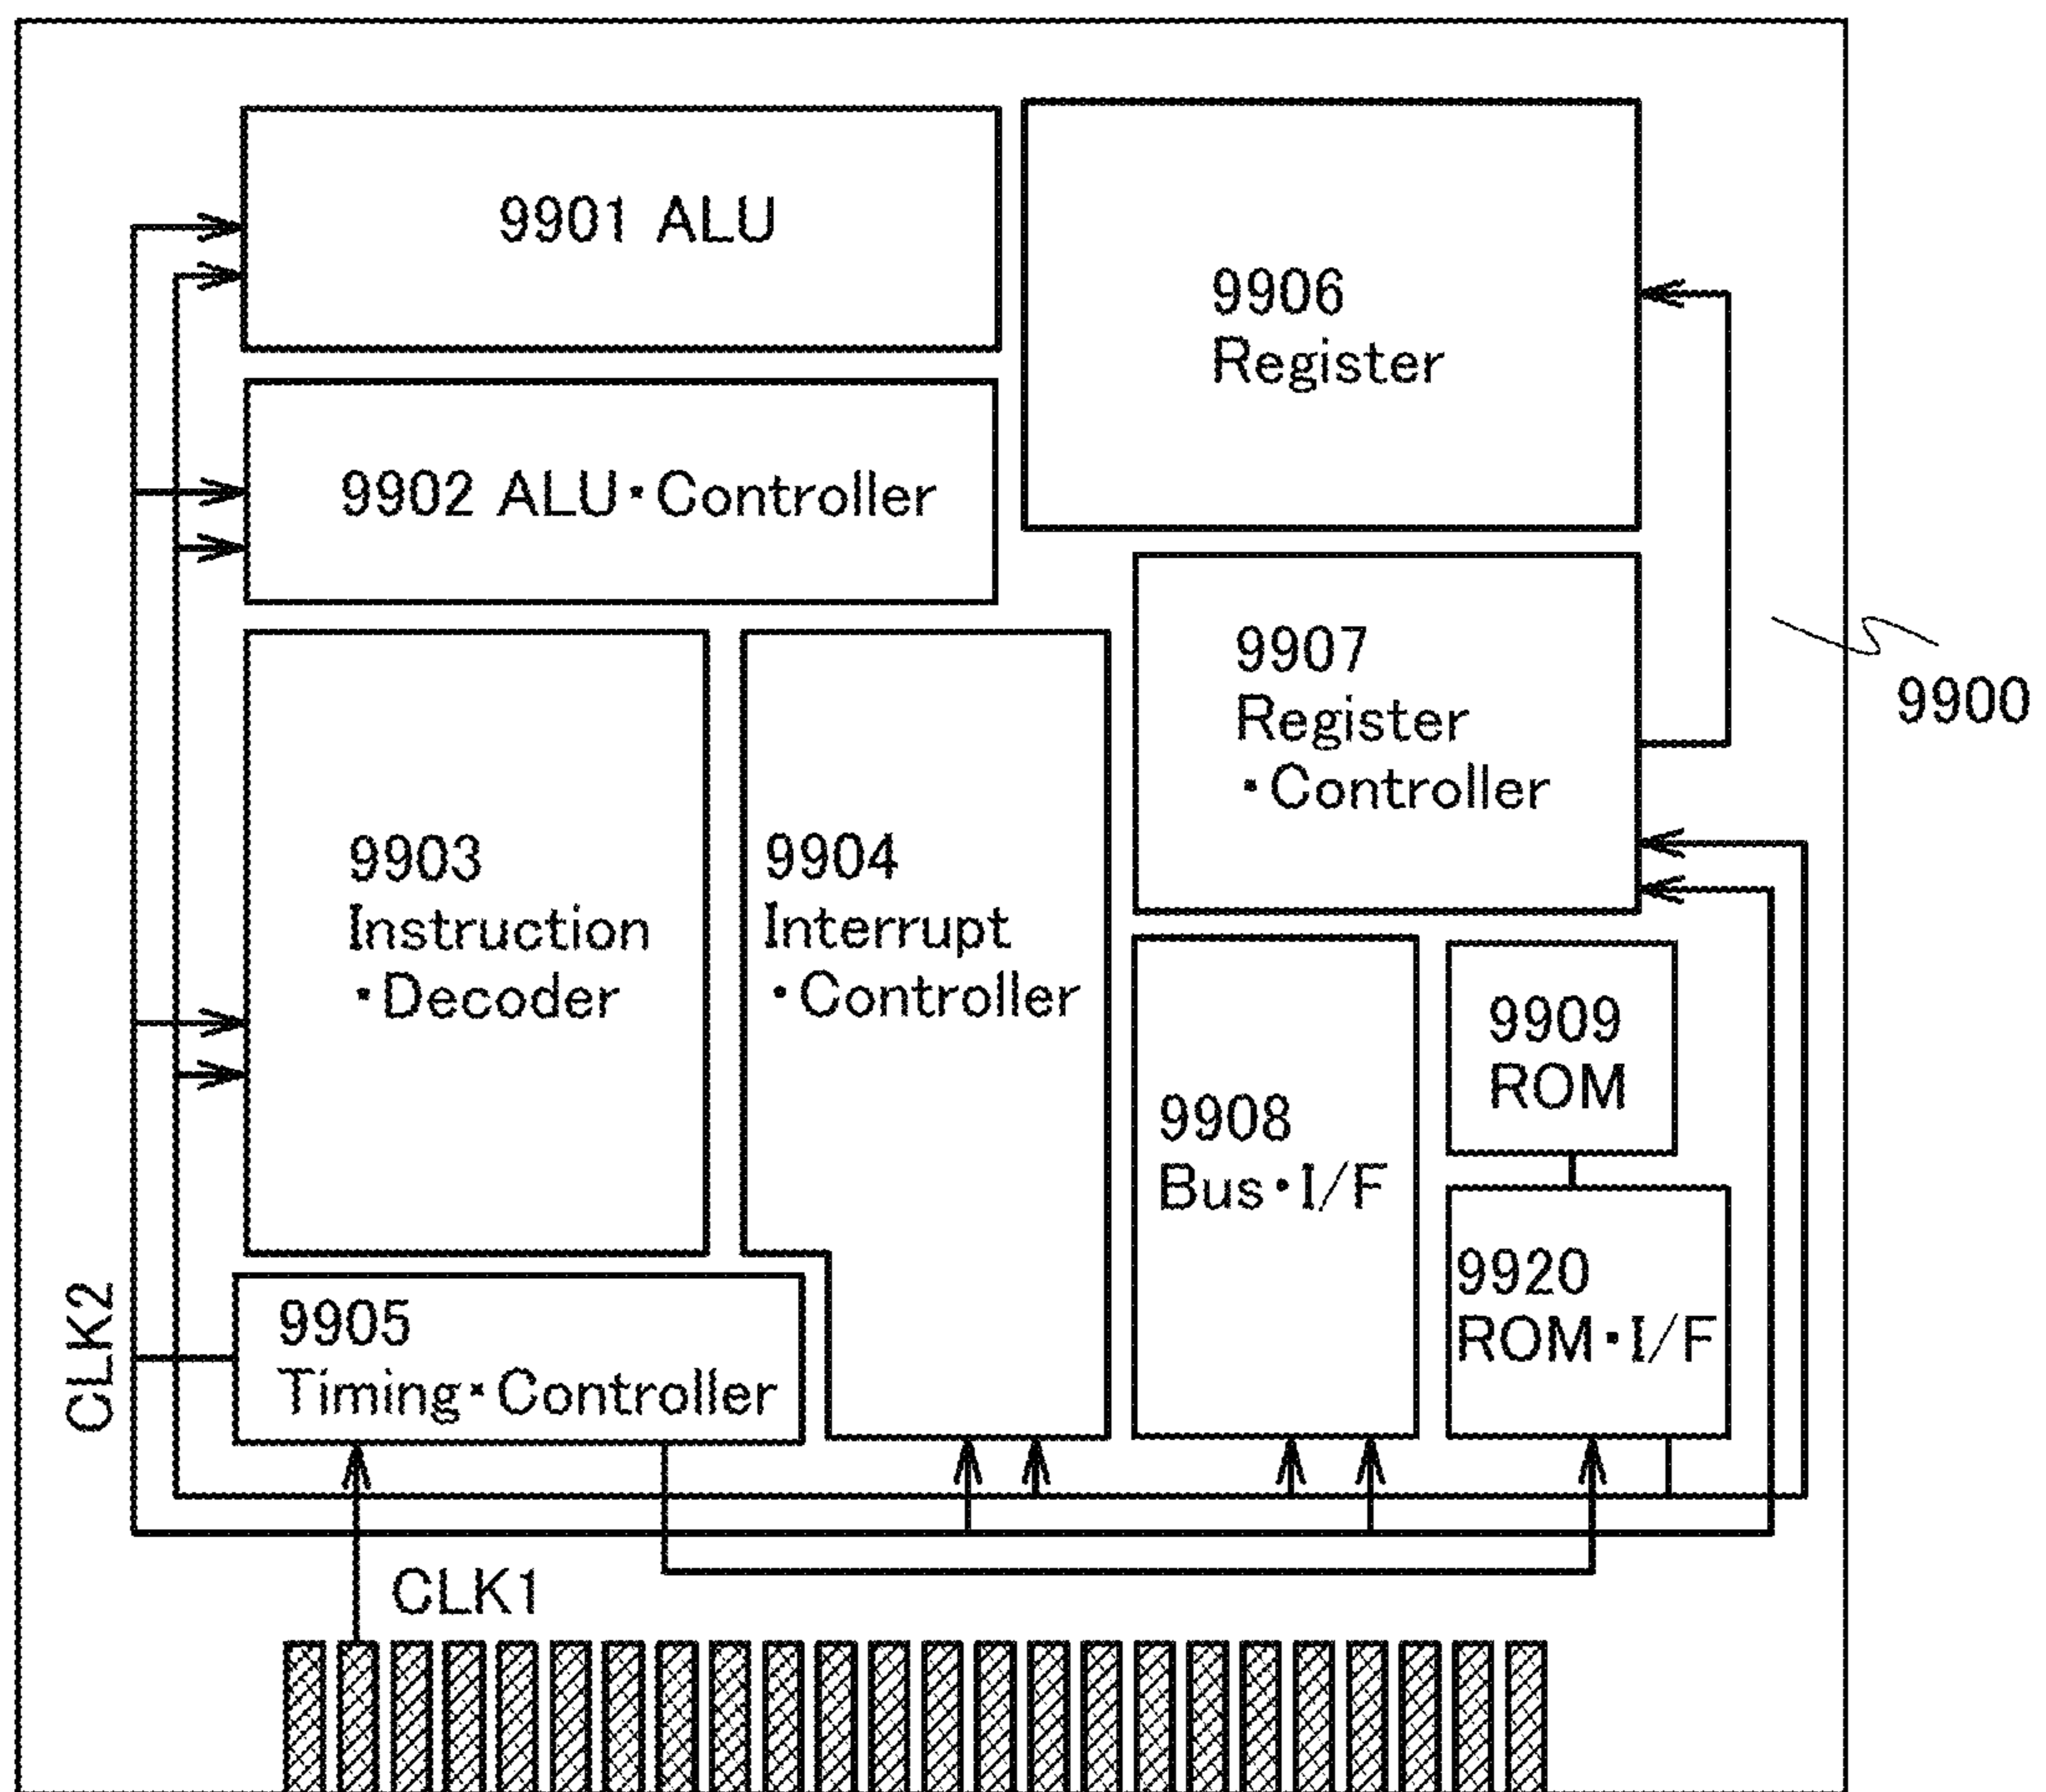 9901 ALU
9906
Register
9902 ALU・Controller
9907
Register
・Controller
9900
9903
Instruction
・Decoder
9904
Interrupt
・Controller
9909
ROM
9908
Bus・I/F
9920
ROM・I/F
CLK2
9905
Timing・Controller
CLK1